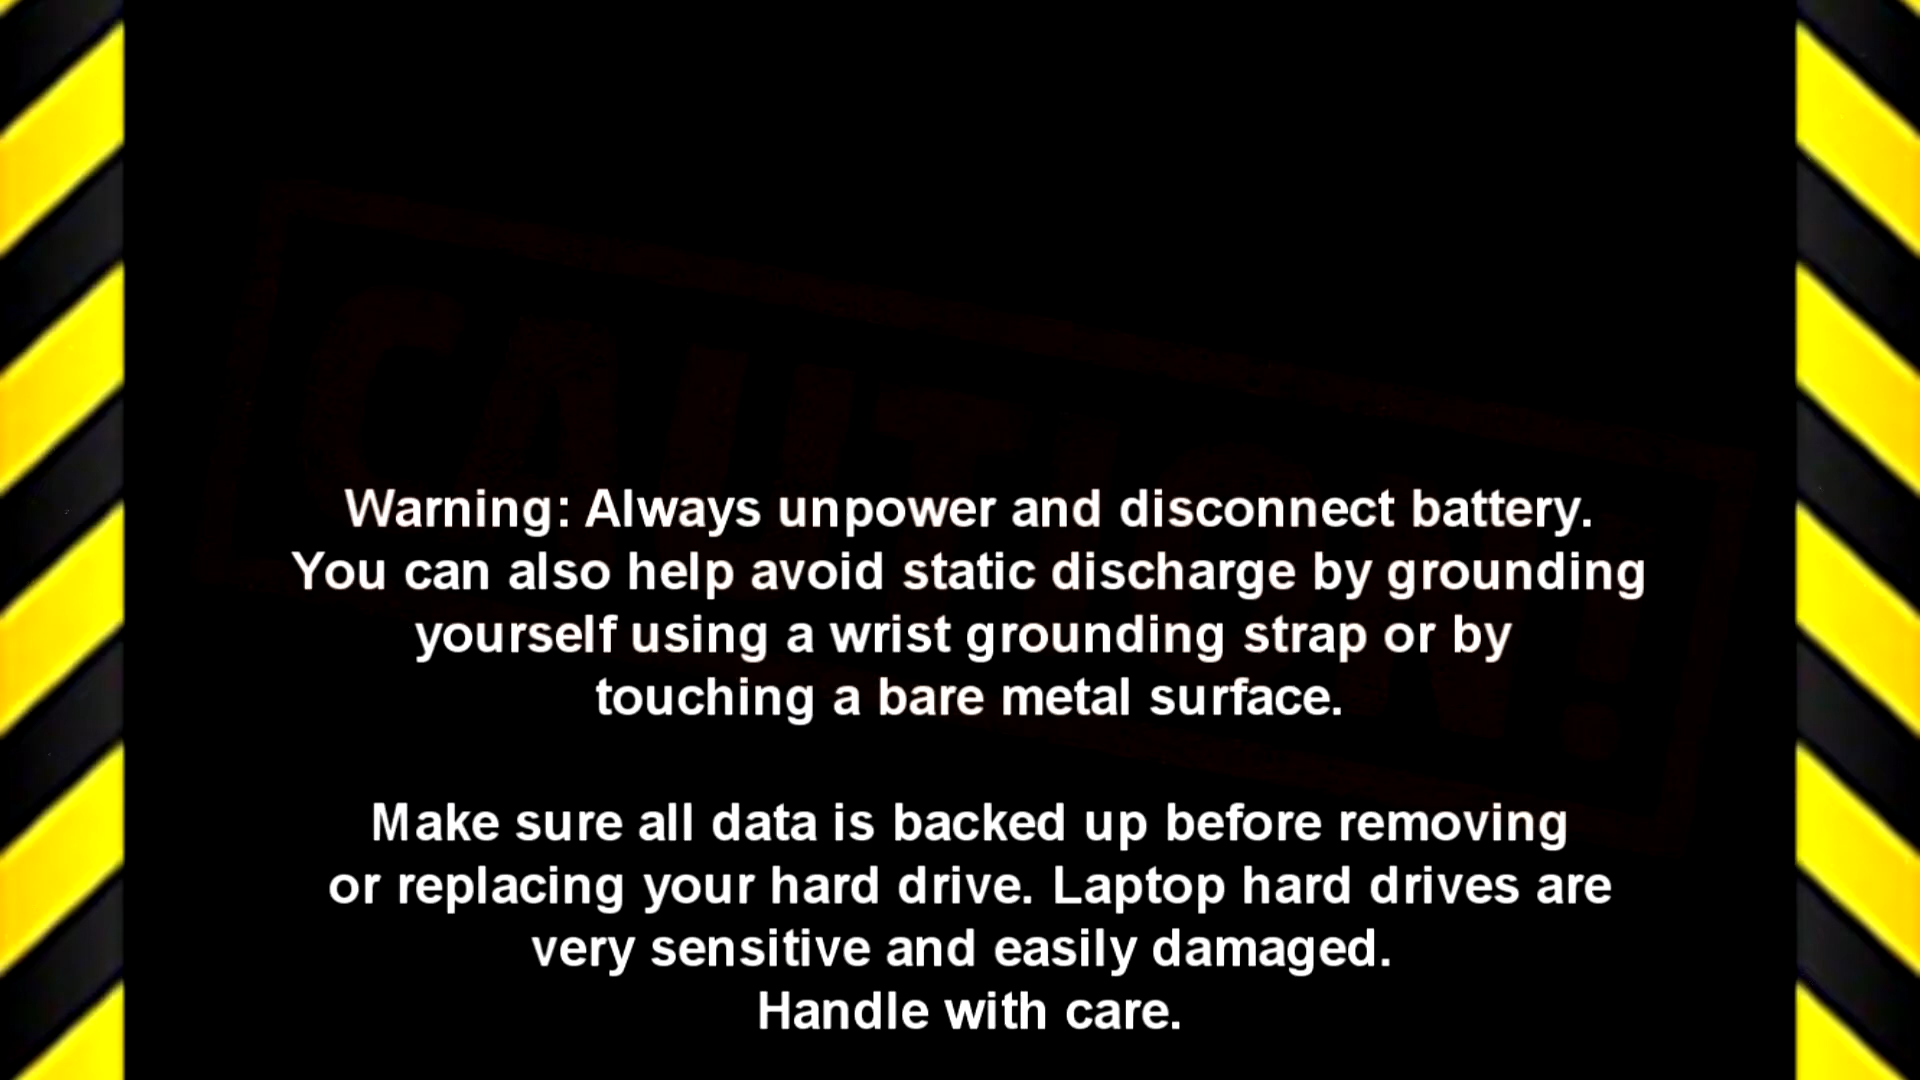 CAUTION!
Warning: Always unpower and disconnect battery.
You can also help avoid static discharge by grounding
yourself using a wrist grounding strap or by
touching a bare metal surface.
Make sure all data is backed up before removing
or replacing your hard drive. Laptop hard drives are
very sensitive and easily damaged.
Handle with care.